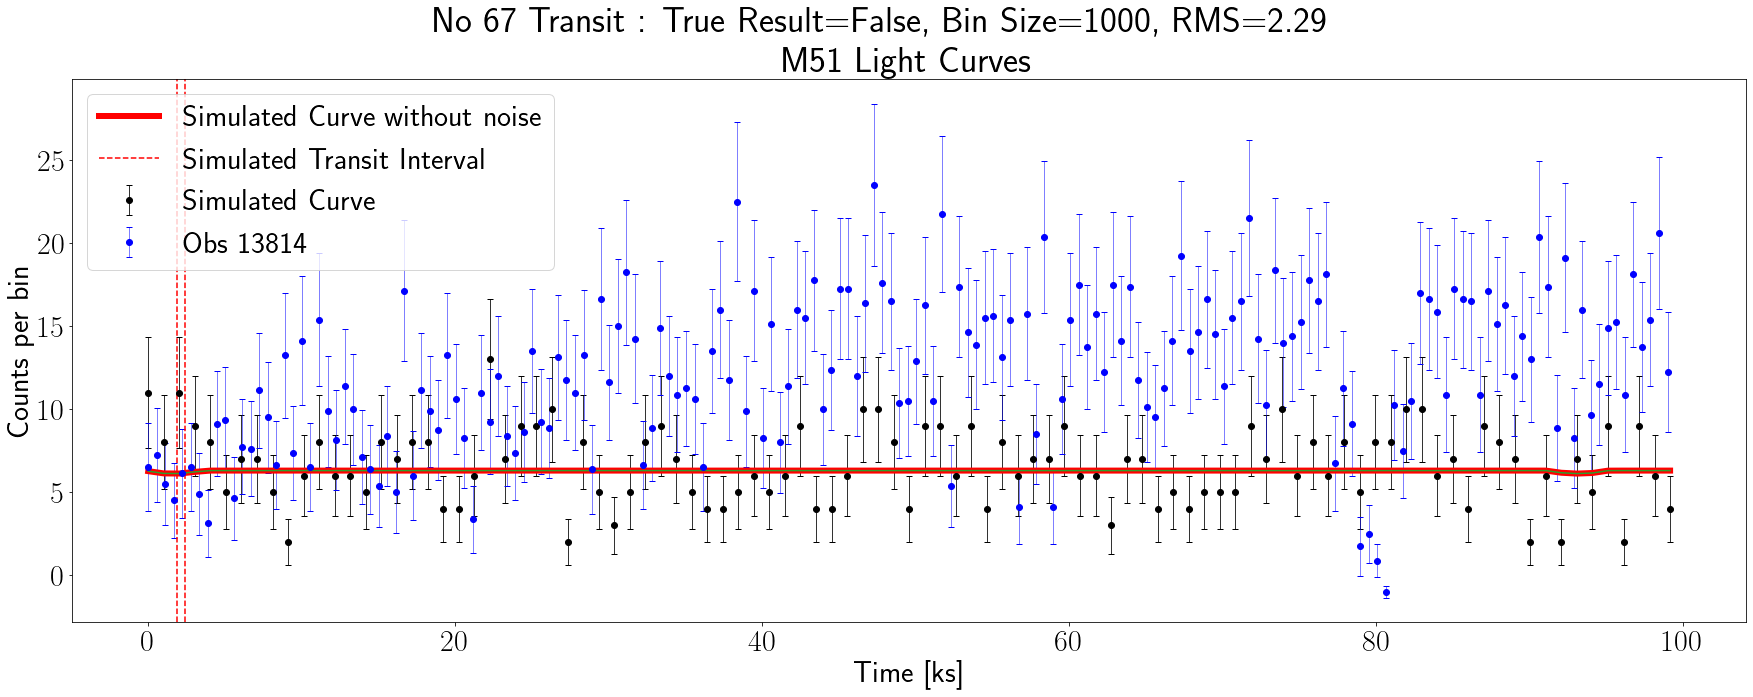 No 67 Transit : True Result=False, Bin Size=1000, RMS=2.29
M51 Light Curves
Simulated Curve without noise
Simulated Transit Interval
Simulated Curve
Obs 13814
Counts per bin
25
20
15
10
5
0
0 20 40 60 80 100
Time [ks]